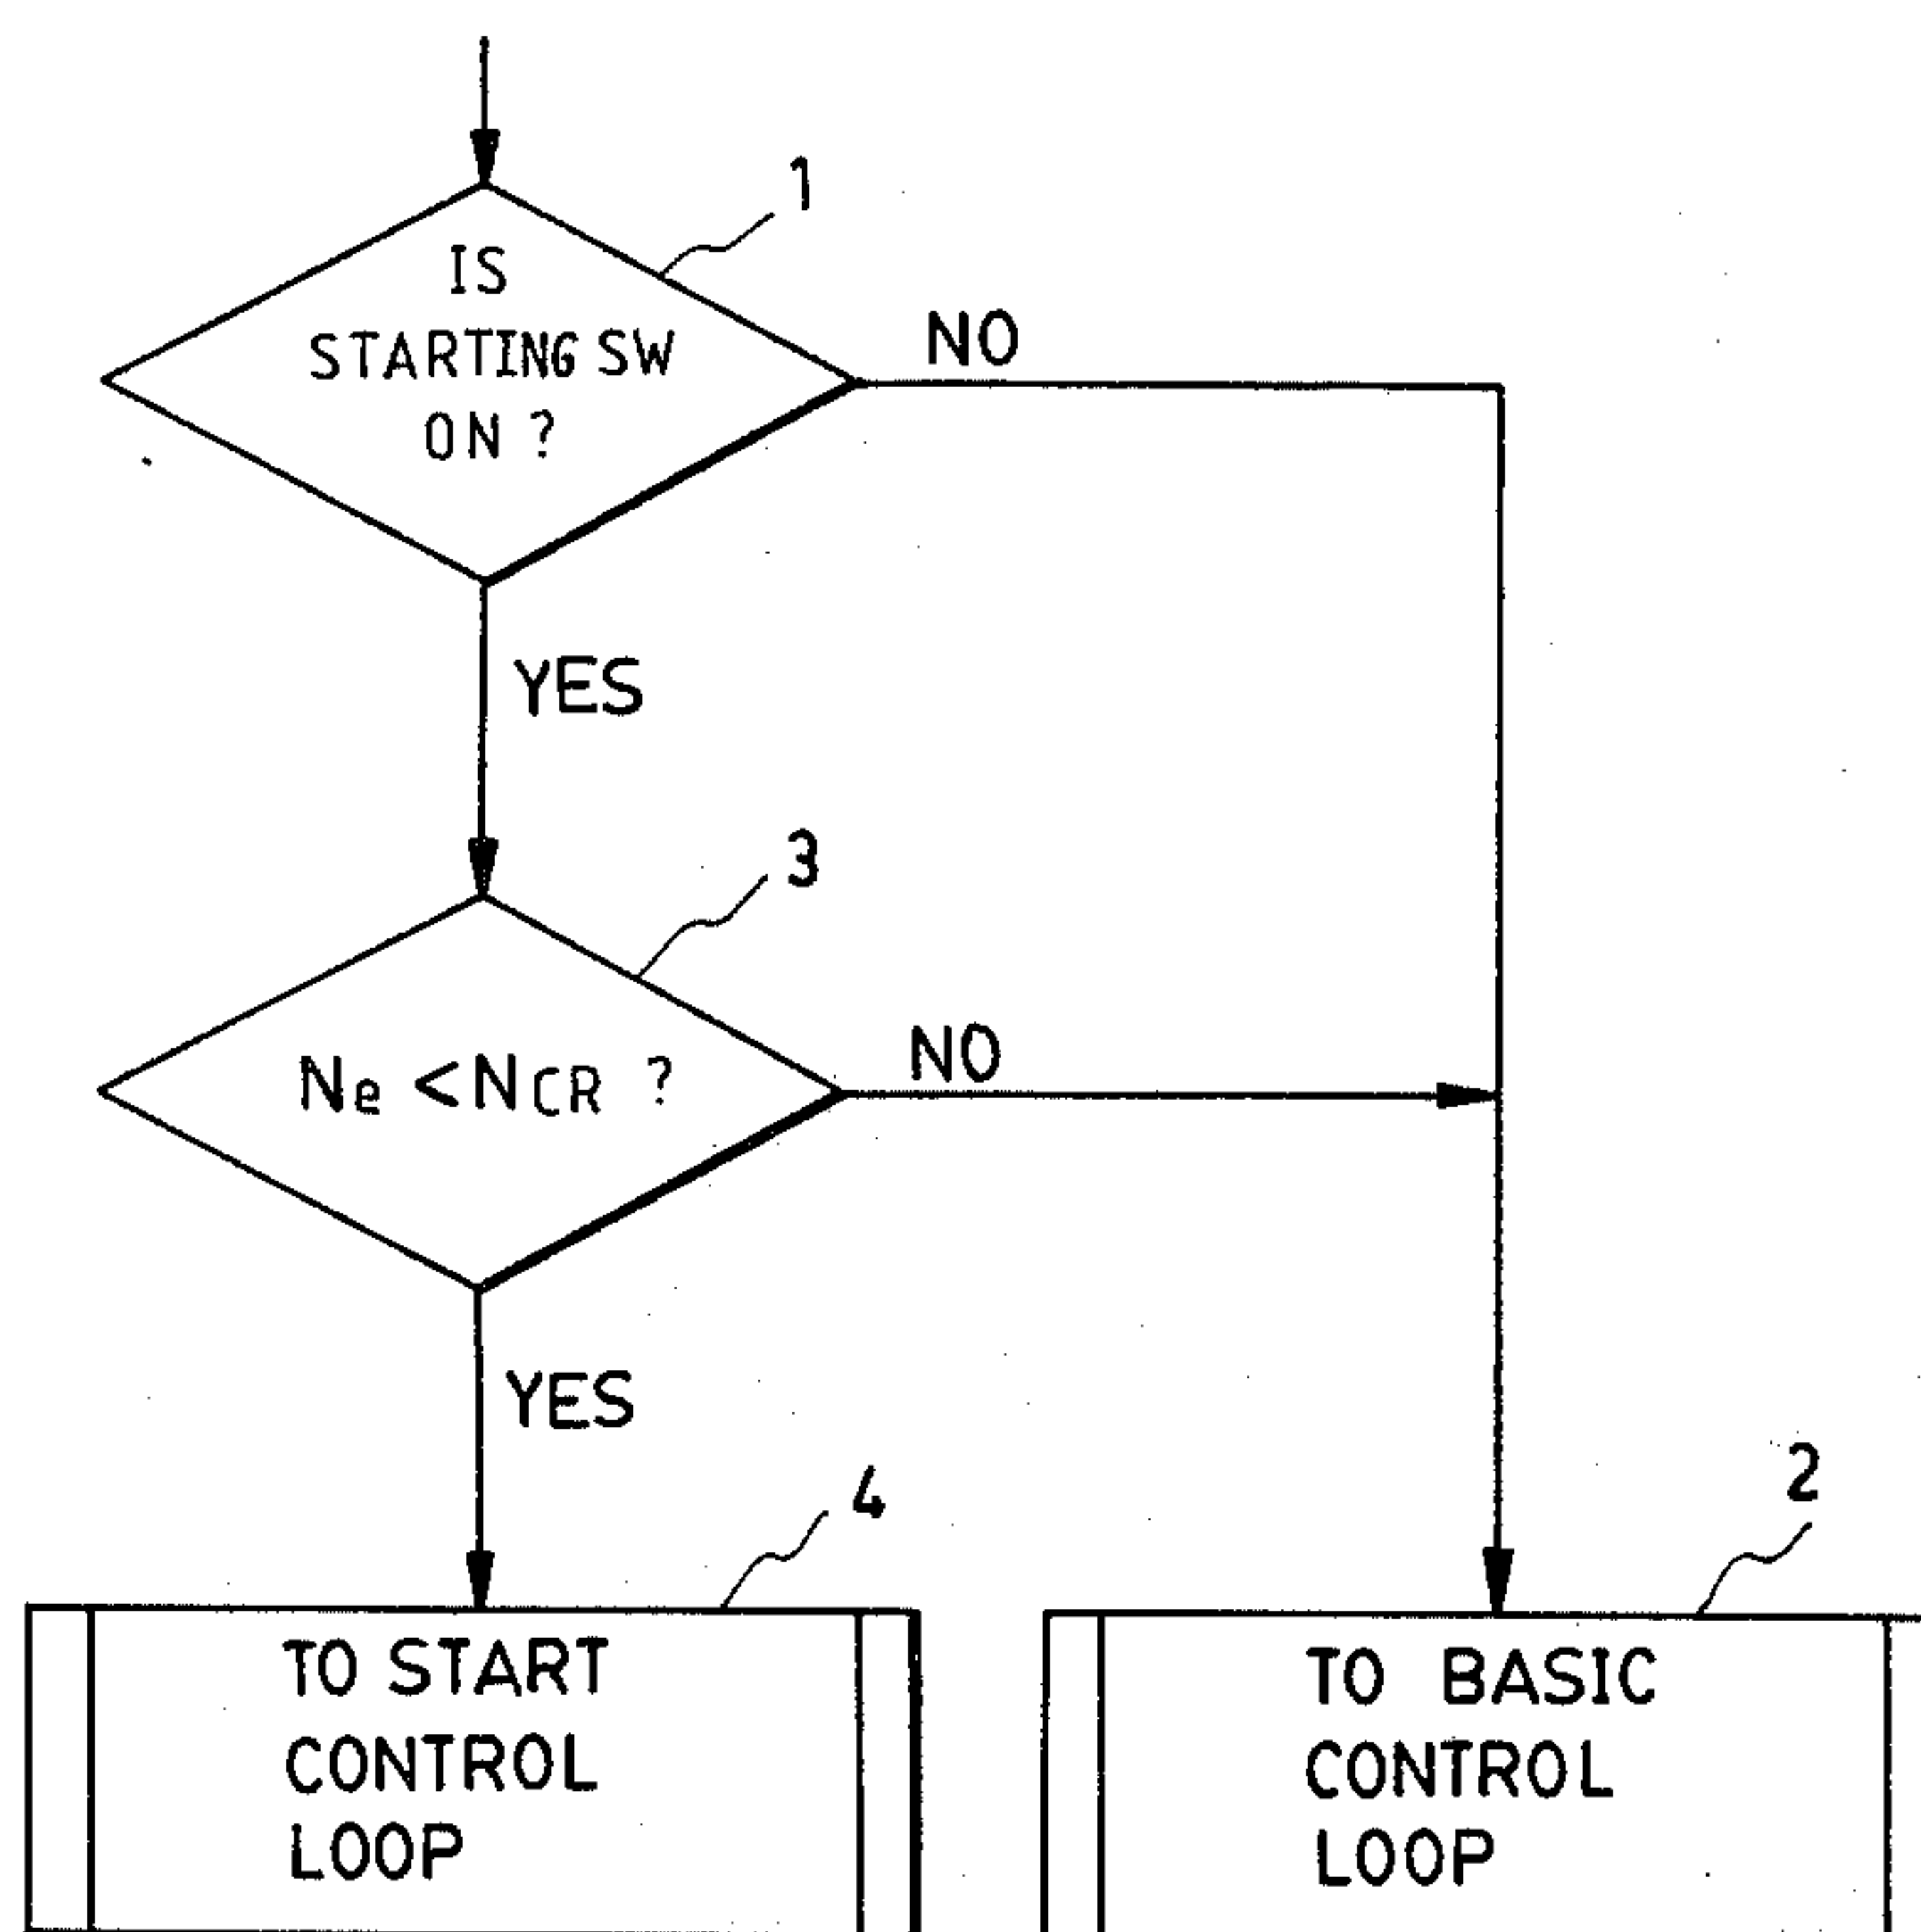 1
IS
STARTING SW
ON ?
NO
YES
3
Ne < NCR ?
NO
YES
4
2
TO START
CONTROL
LOOP
TO BASIC
CONTROL
LOOP